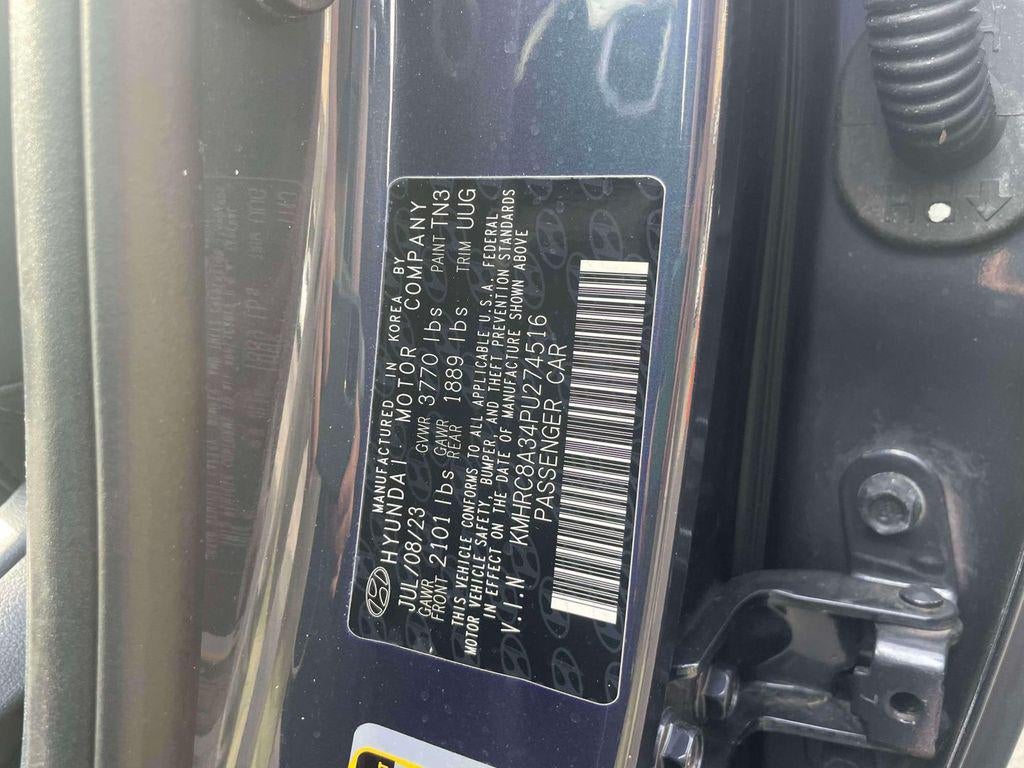 MANUFACTURED IN KOREA BY
HYUNDAI MOTOR COMPANY
JUL/08/23 GVWR 3770 lbs PAINT TN3
GAWR FRONT 2101 lbs GAWR REAR 1889 lbs TRIM UUG
THIS VEHICLE CONFORMS TO ALL APPLICABLE U.S.A. FEDERAL
MOTOR VEHICLE SAFETY, BUMPER, AND THEFT PREVENTION STANDARDS
IN EFFECT ON THE DATE OF MANUFACTURE SHOWN ABOVE
V.I.N KMHRC8A34PU274516
PASSENGER CAR